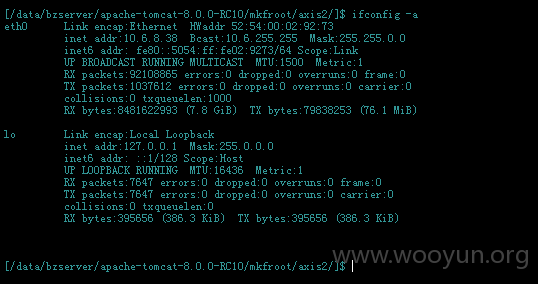 [/data/bzserver/apache-tomcat-8.0.0-RC10/mkfroot/axis2/]$ ifconfig -a
eth0 Link encap:Ethernet HWaddr 52:54:00:02:92:73
inet addr:10.6.8.38 Bcast:10.6.255.255 Mask:255.255.0.0
inet6 addr: fe80::5054:ff:fe02:9273/64 Scope:Link
UP BROADCAST RUNNING MULTICAST MTU:1500 Metric:1
RX packets:92108865 errors:0 dropped:0 overruns:0 frame:0
TX packets:1037612 errors:0 dropped:0 overruns:0 carrier:0
collisions:0 txqueuelen:1000
RX bytes:8481622993 (7.8 GiB) TX bytes:79838253 (76.1 MiB)
lo Link encap:Local Loopback
inet addr:127.0.0.1 Mask:255.0.0.0
inet6 addr: ::1/128 Scope:Host
UP LOOPBACK RUNNING MTU:16436 Metric:1
RX packets:7647 errors:0 dropped:0 overruns:0 frame:0
TX packets:7647 errors:0 dropped:0 overruns:0 carrier:0
collisions:0 txqueuelen:0
RX bytes:395656 (386.3 KiB) TX bytes:395656 (386.3 KiB)
www.wooyun.org
[/data/bzserver/apache-tomcat-8.0.0-RC10/mkfroot/axis2/]$